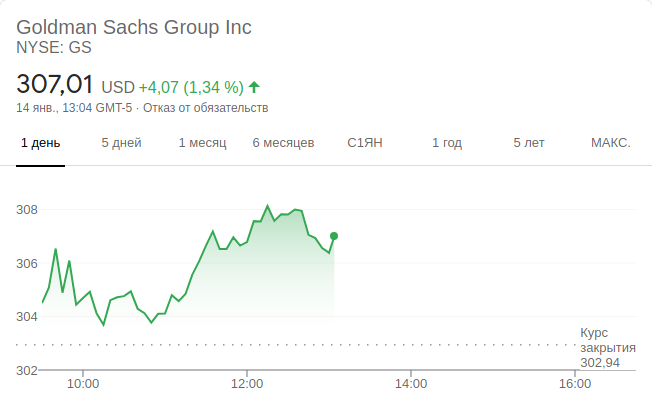 Goldman Sachs Group Inc
NYSE: GS
307,01 USD +4,07 (1,34 %)
14 янв., 13:04 GMT-5 · Отказ от обязательств
1 день 5 дней 1 месяц 6 месяцев С1ЯН 1 год 5 лет МАКС.
308
306
304
Курс
закрытия
302,94
302
10:00 12:00 14:00 16:00